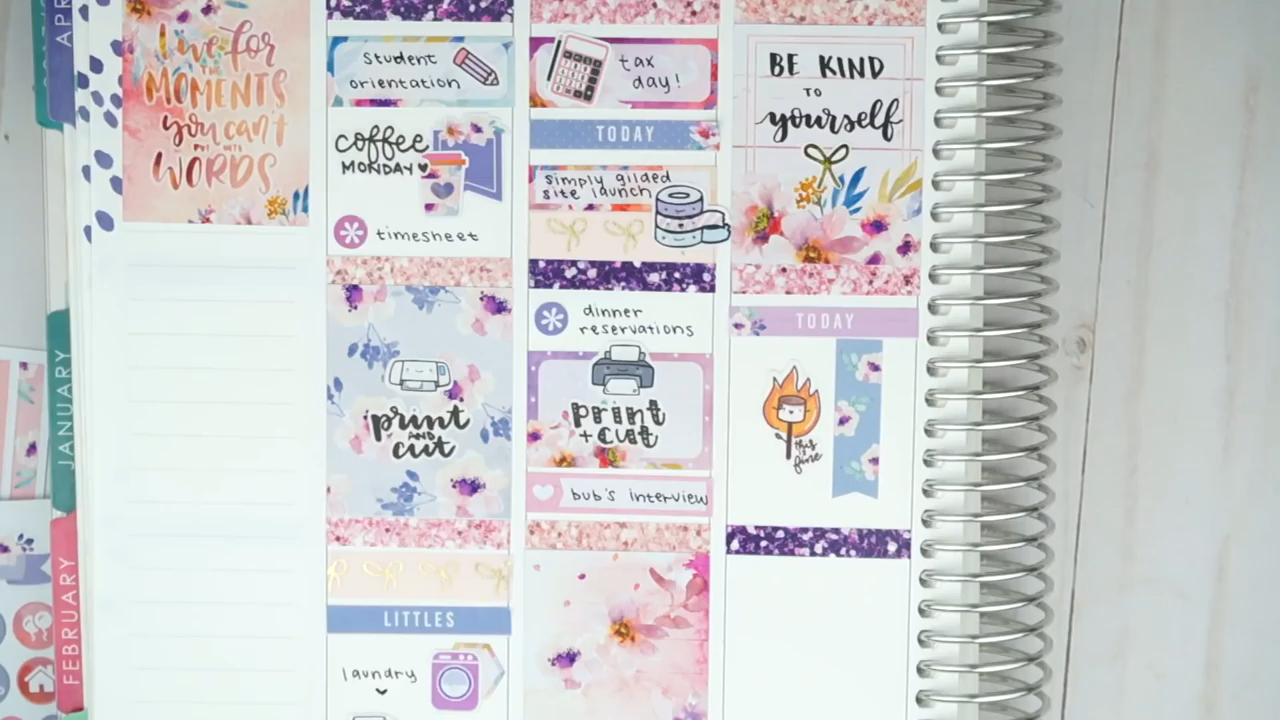 APR
JANUARY
FEBRUARY
Live for
THE
MOMENTS
you can't
PUT INTO
WORDS
Student
orientation
coffee
MONDAY
timesheet
print
AND
cut
LITTLES
laundry
tax
day!
TODAY
simply gilded
site launch
dinner
reservations
print
+cut
bub's interview
BE KIND
TO
yourself
TODAY
this
fine